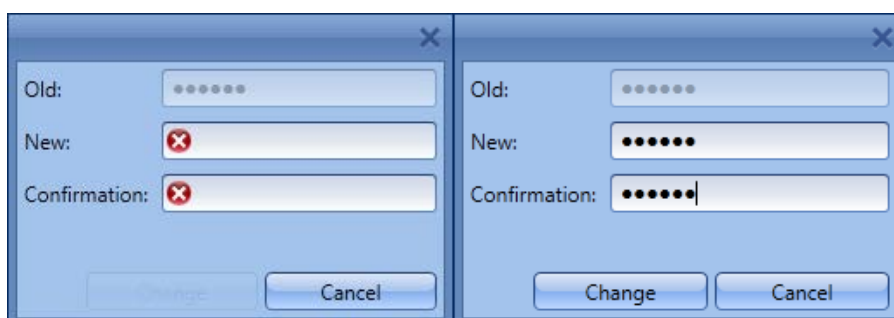 Old: ●●●●●●
New:
Confirmation:
Change Cancel
Old: ●●●●●●
New: ●●●●●●
Confirmation: ●●●●●●
Change Cancel